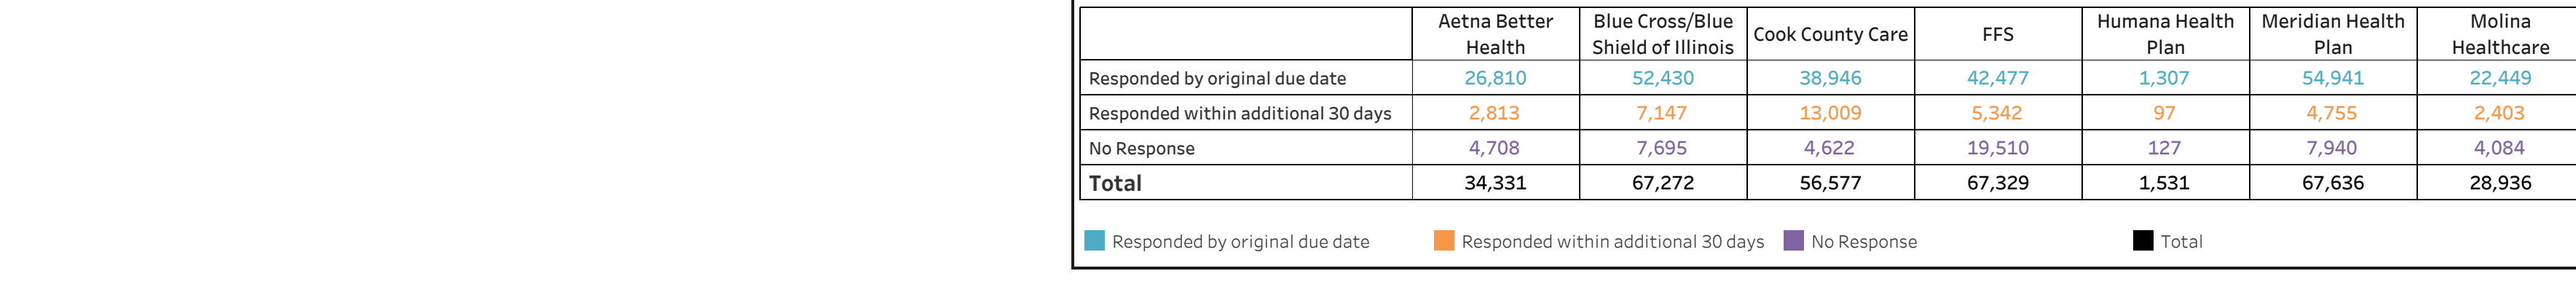 Aetna Better Health Blue Cross/Blue Shield of Illinois Cook County Care FFS Humana Health Plan Meridian Health Plan Molina Healthcare
Responded by original due date 26,810 52,430 38,946 42,477 1,307 54,941 22,449
Responded within additional 30 days 2,813 7,147 13,009 5,342 97 4,755 2,403
No Response 4,708 7,695 4,622 19,510 127 7,940 4,084
Total 34,331 67,272 56,577 67,329 1,531 67,636 28,936
Responded by original due date Responded within additional 30 days No Response Total